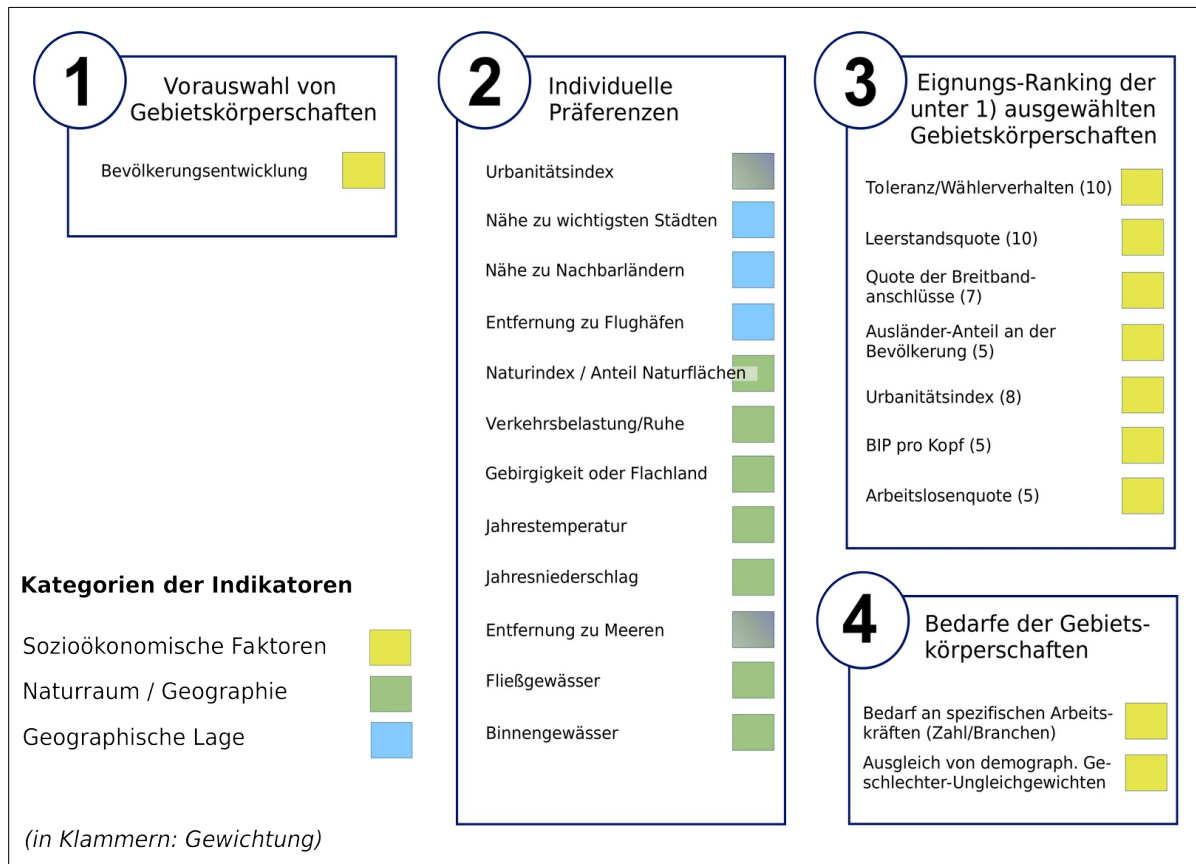 1
Vorauswahl von
Gebietskörperschaften
Bevölkerungsentwicklung
2
Individuelle
Präferenzen
Urbanitätsindex
Nähe zu wichtigsten Städten
Nähe zu Nachbarländern
Entfernung zu Flughäfen
Naturindex / Anteil Naturflächen
Verkehrsbelastung/Ruhe
Gebirgigkeit oder Flachland
Jahrestemperatur
Jahresniederschlag
Entfernung zu Meeren
Fließgewässer
Binnengewässer
3
Eignungs-Ranking der
unter 1) ausgewählten
Gebietskörperschaften
Toleranz/Wählerverhalten (10)
Leerstandsquote (10)
Quote der Breitband-
anschlüsse (7)
Ausländer-Anteil an der
Bevölkerung (5)
Urbanitätsindex (8)
BIP pro Kopf (5)
Arbeitslosenquote (5)
4
Bedarfe der Gebiets-
körperschaften
Bedarf an spezifischen Arbeits-
kräften (Zahl/Branchen)
Ausgleich von demograph. Ge-
schlechter-Ungleichgewichten
Kategorien der Indikatoren
Sozioökonomische Faktoren
Naturraum / Geographie
Geographische Lage
(in Klammern: Gewichtung)